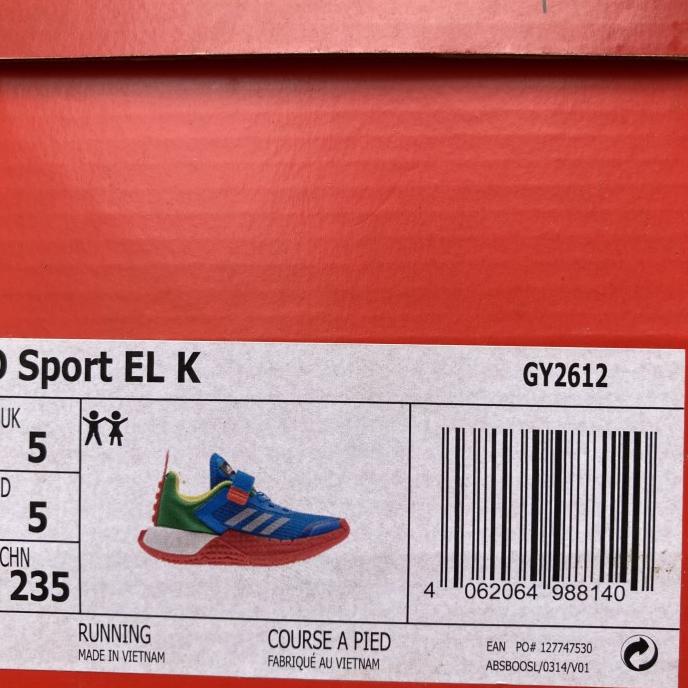 Sport EL K
GY2612
UK
5
D
5
CHN
235
4 062064 988140
RUNNING
MADE IN VIETNAM
COURSE A PIED
FABRIQUÉ AU VIETNAM
EAN PO# 127747530
ABSBOOSL/0314/V01